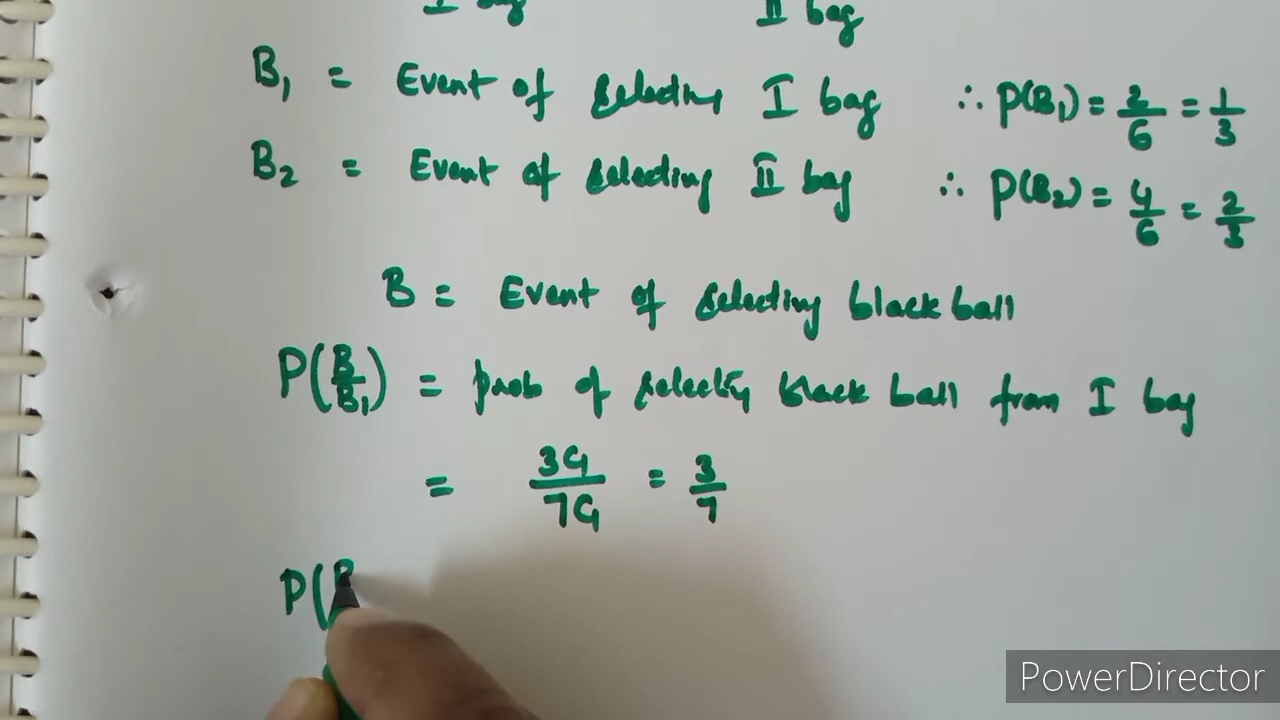 I bag II bag
B₁ = Event of selecting I bag ∴ P(B₁) = 2/6 = 1/3
B₂ = Event of selecting II bag ∴ P(B₂) = 4/6 = 2/3
B = Event of selecting black ball
P(B/B₁) = prob of selectig black ball from I bag
= 3C₁/7C₁ = 3/7
P(B
PowerDirector